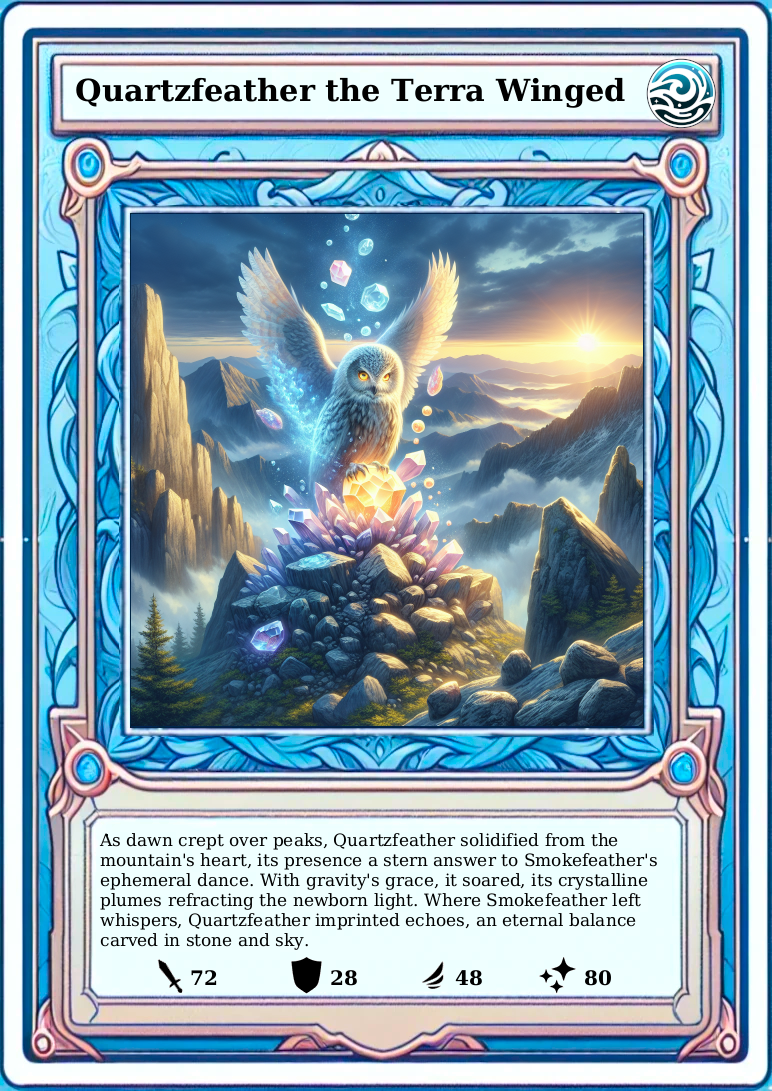 Quartzfeather the Terra Winged
As dawn crept over peaks, Quartzfeather solidified from the
mountain's heart, its presence a stern answer to Smokefeather's
ephemeral dance. With gravity's grace, it soared, its crystalline
plumes refracting the newborn light. Where Smokefeather left
whispers, Quartzfeather imprinted echoes, an eternal balance
carved in stone and sky.
72 28 48 80